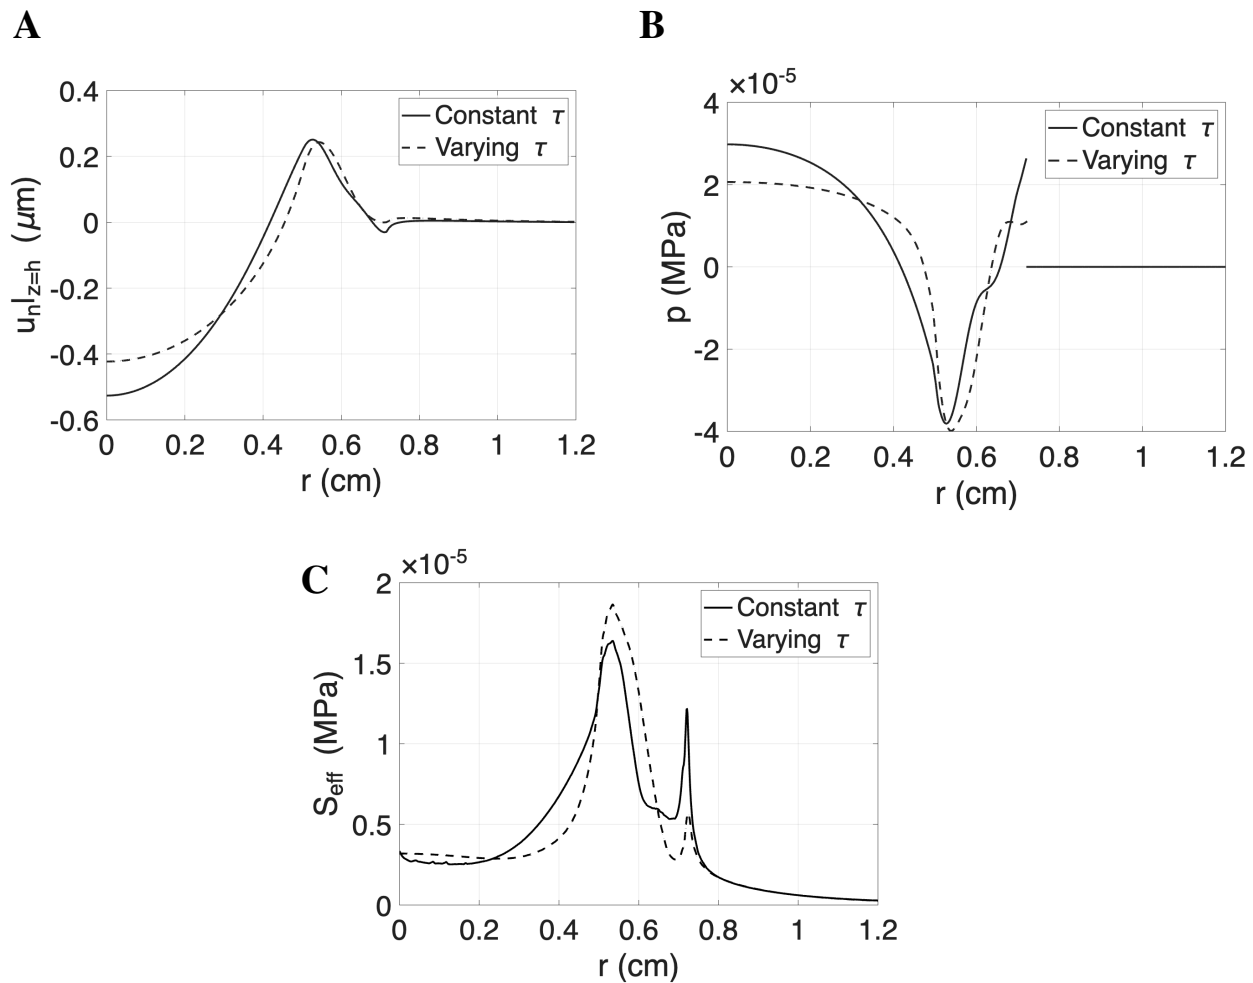 A
0.4
0.2
0
-0.2
-0.4
-0.6
0 0.2 0.4 0.6 0.8 1 1.2
r (cm)
uₙ|z=h (μm)
Constant τ
Varying τ
B
×10⁻⁵
4
2
0
-2
-4
0 0.2 0.4 0.6 0.8 1 1.2
r (cm)
p (MPa)
Constant τ
Varying τ
C
×10⁻⁵
2
1.5
1
0.5
0
0 0.2 0.4 0.6 0.8 1 1.2
r (cm)
Seff (MPa)
Constant τ
Varying τ